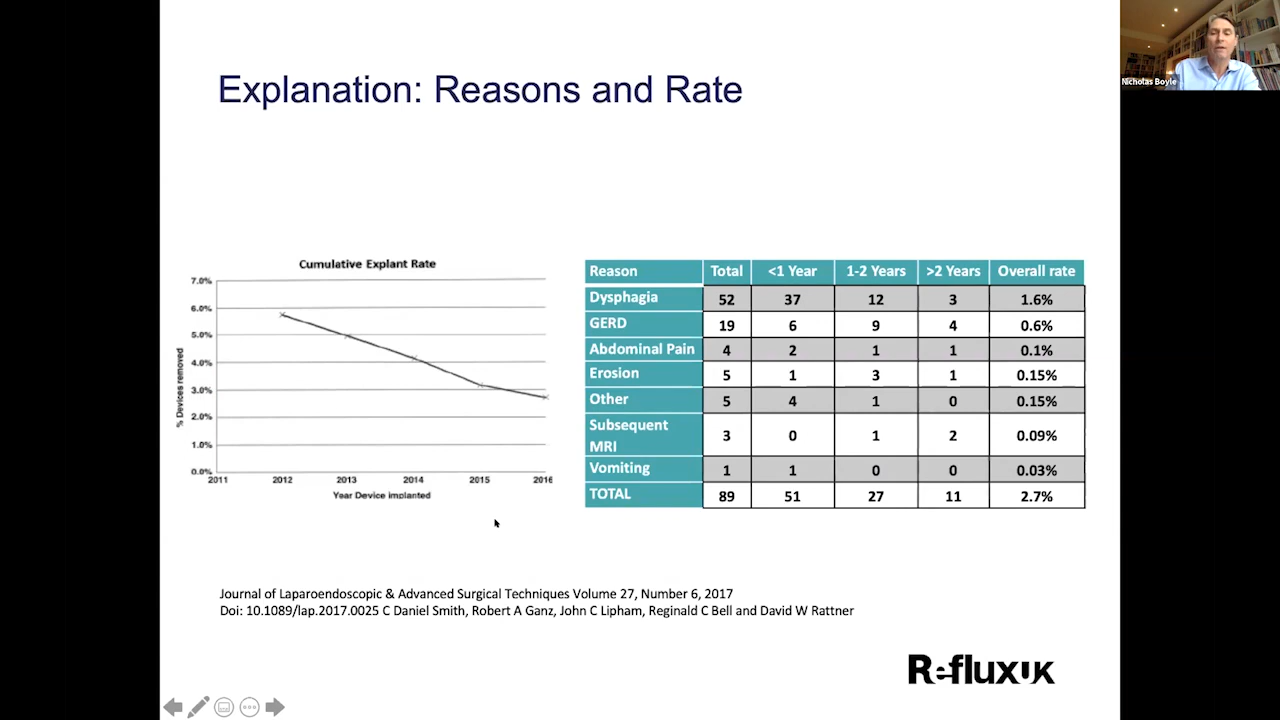 Nicholas Boyle
Explanation: Reasons and Rate
Cumulative Explant Rate
7.0%
6.0%
5.0%
4.0%
3.0%
2.0%
1.0%
0.0%
% Devices removed
2011 2012 2013 2014 2015 2016
Year Device implanted
Reason Total <1 Year 1-2 Years >2 Years Overall rate
Dysphagia 52 37 12 3 1.6%
GERD 19 6 9 4 0.6%
Abdominal Pain 4 2 1 1 0.1%
Erosion 5 1 3 1 0.15%
Other 5 4 1 0 0.15%
Subsequent
MRI 3 0 1 2 0.09%
Vomiting 1 1 0 0 0.03%
TOTAL 89 51 27 11 2.7%
Journal of Laparoendoscopic & Advanced Surgical Techniques Volume 27, Number 6, 2017
Doi: 10.1089/lap.2017.0025 C Daniel Smith, Robert A Ganz, John C Lipham, Reginald C Bell and David W Rattner
RefluxUK